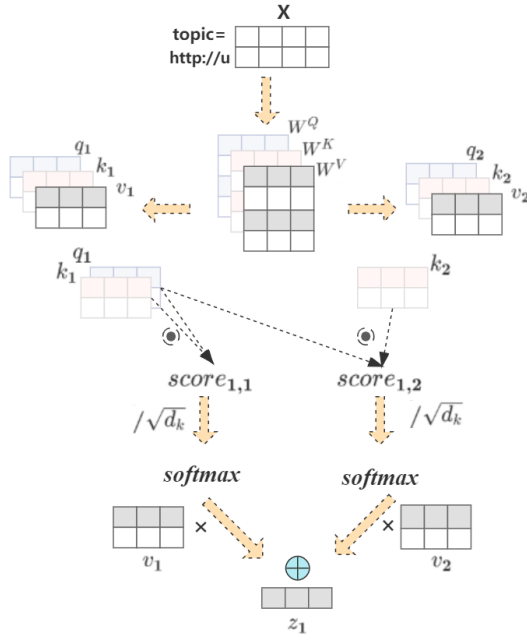 X
topic=
http://u
W^Q
W^K
W^V
q₁
k₁
v₁
q₂
k₂
v₂
q₁
k₁
k₂
score₁,₁
score₁,₂
/√dₖ
/√dₖ
softmax
softmax
×
×
v₁
v₂
z₁